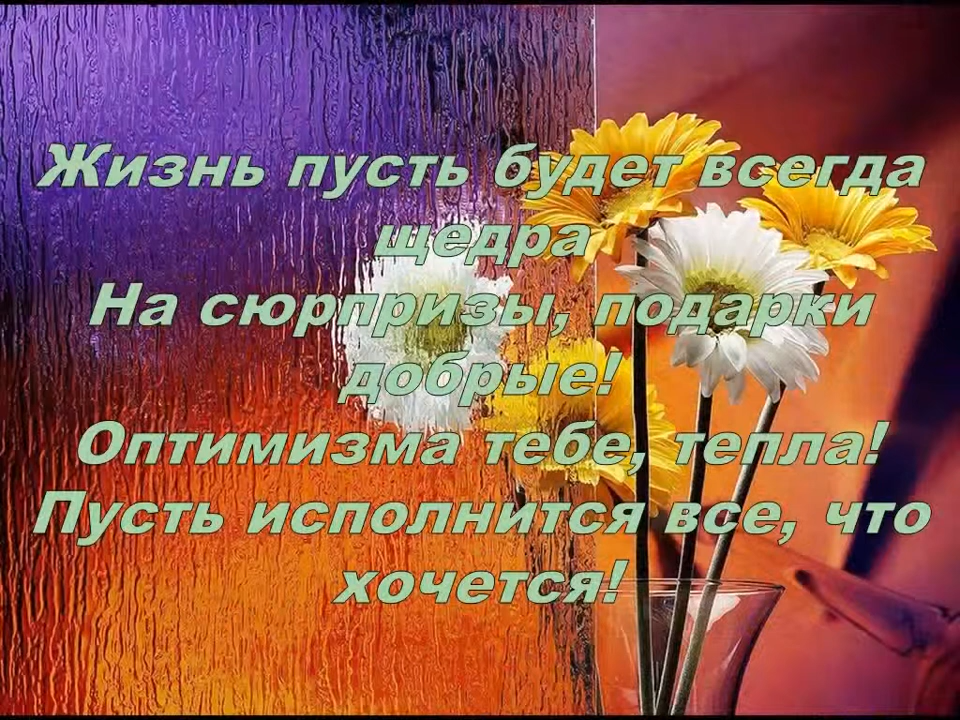 Жизнь пусть будет всегда
щедра
На сюрпризы, подарки
добрые!
Оптимизма тебе, тепла!
Пусть исполнится все, что
хочется!